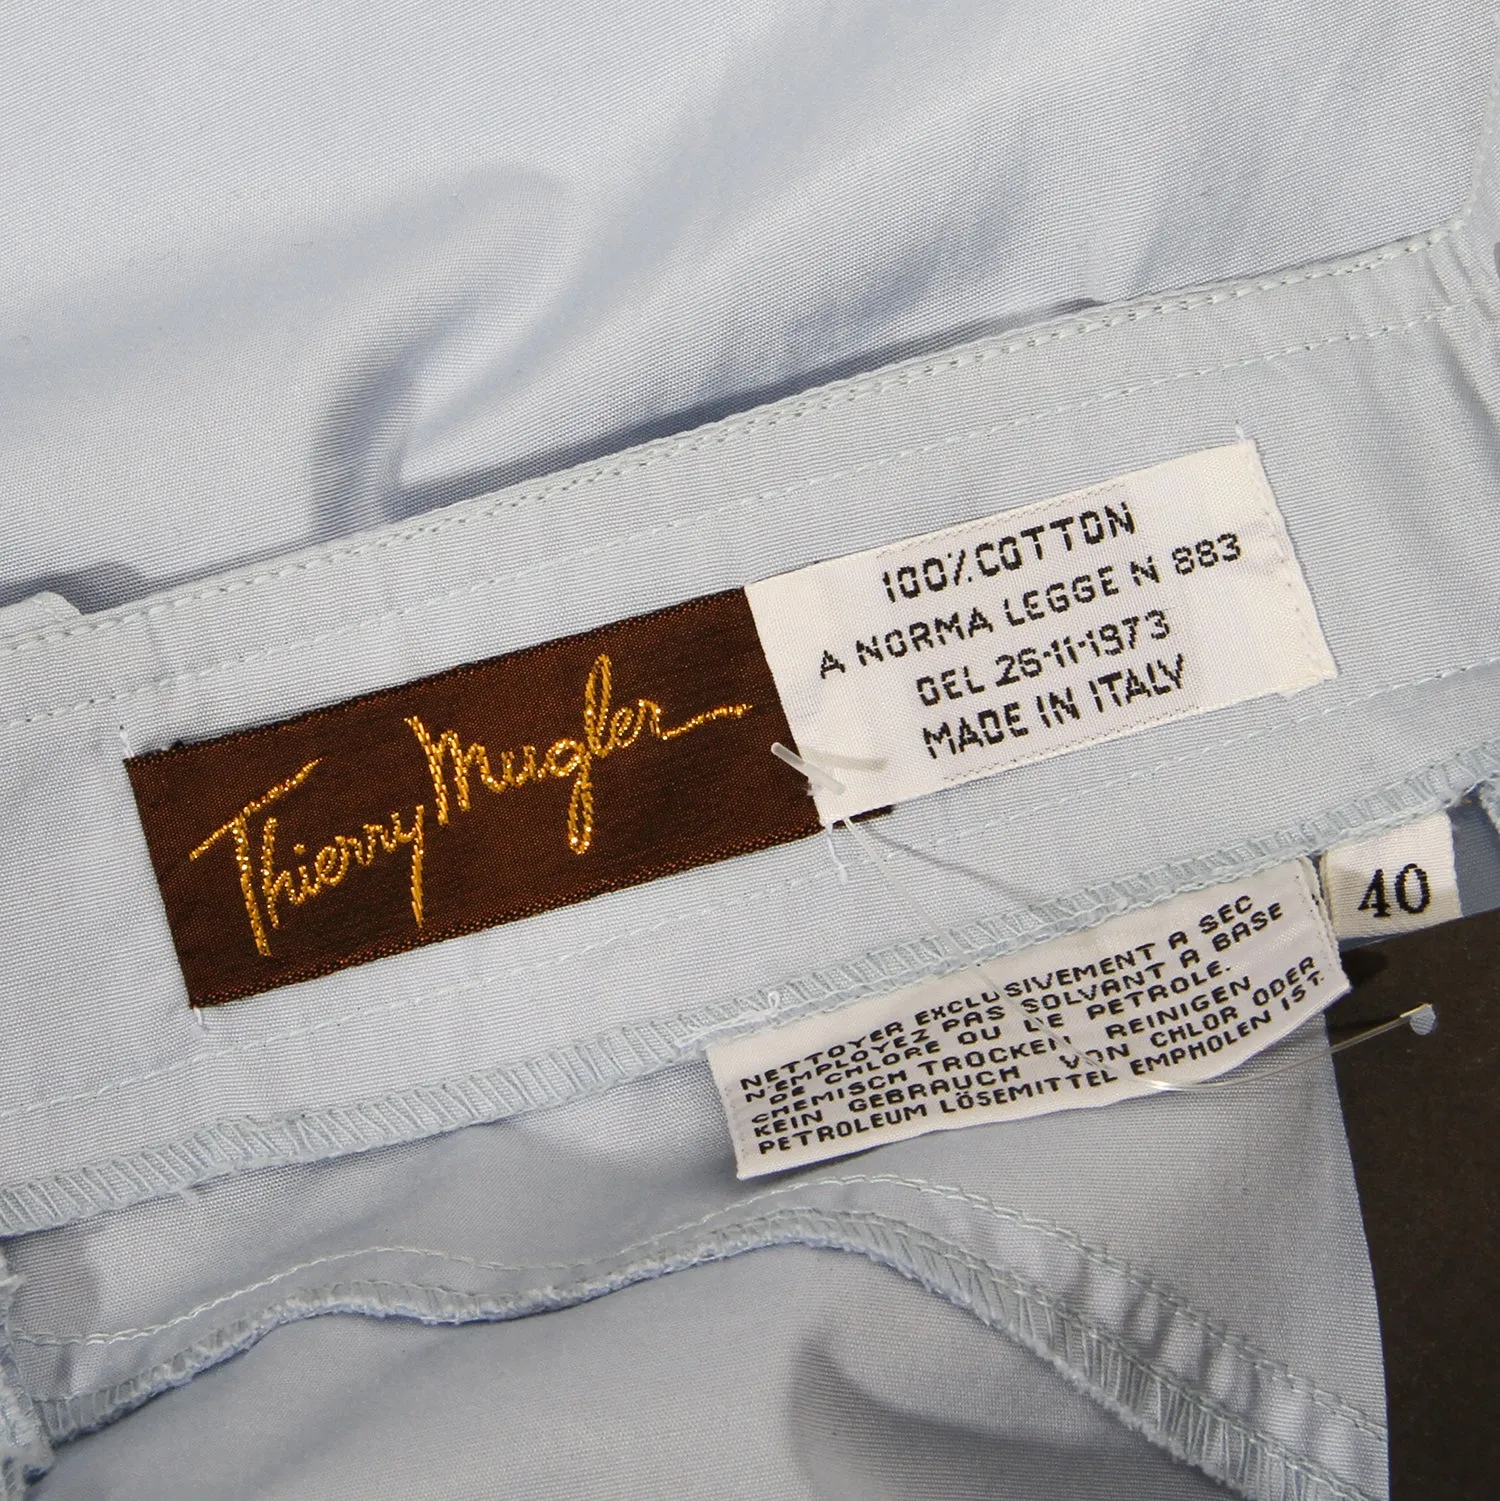 Thierry Mugler
100% COTTON
A NORMA LEGGE N 883
DEL 26-11-1973
MADE IN ITALY
40
NETTOYER EXCLUSIVEMENT A SEC
N'EMPLOYEZ PAS SOLVANT A BASE
DE CHLORE OU DE PETROLE.
CHEMISCH TROCKEN REINIGEN
KEIN GEBRAUCH VON CHLOR ODER
PETROLEUM LÖSEMITTEL EMPHOLEN IST.